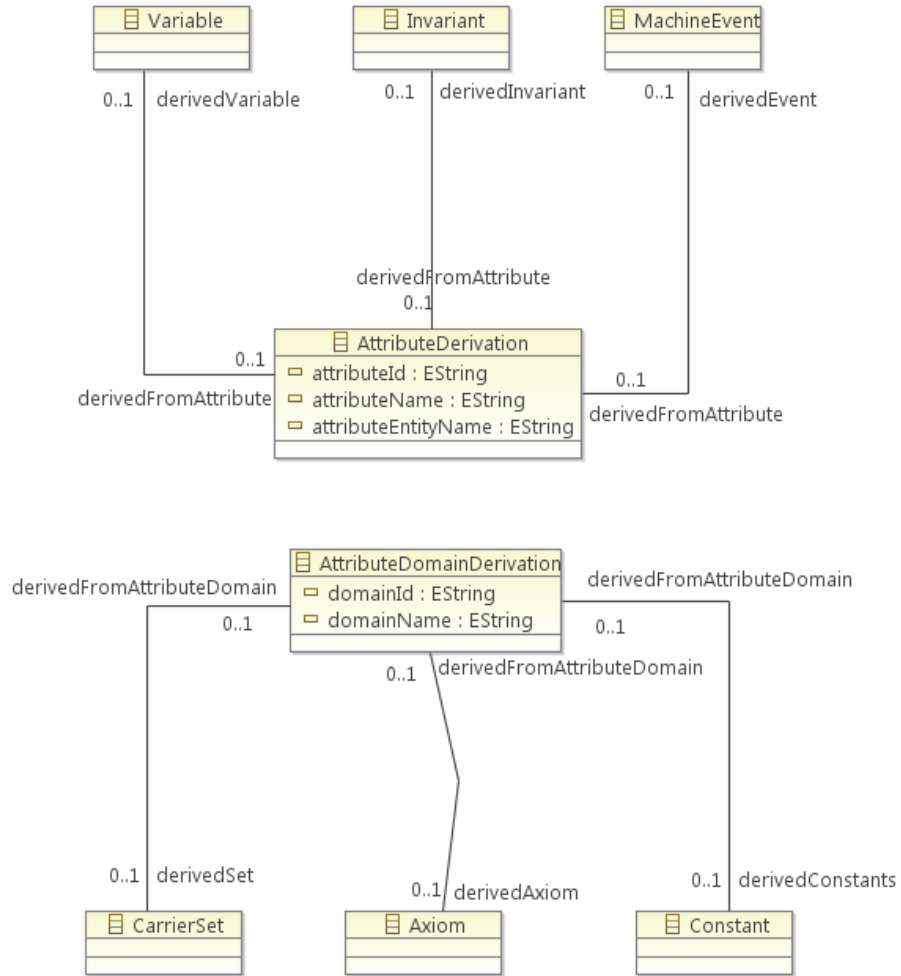 Variable
Invariant
MachineEvent
0..1
derivedVariable
0..1
derivedInvariant
0..1
derivedEvent
derivedFromAttribute
0..1
0..1
derivedFromAttribute
AttributeDerivation
attributeId : EString
attributeName : EString
attributeEntityName : EString
0..1
derivedFromAttribute
AttributeDomainDerivation
domainId : EString
domainName : EString
derivedFromAttributeDomain
0..1
derivedFromAttributeDomain
0..1
0..1
derivedFromAttributeDomain
0..1
derivedSet
0..1
derivedAxiom
0..1
derivedConstants
CarrierSet
Axiom
Constant